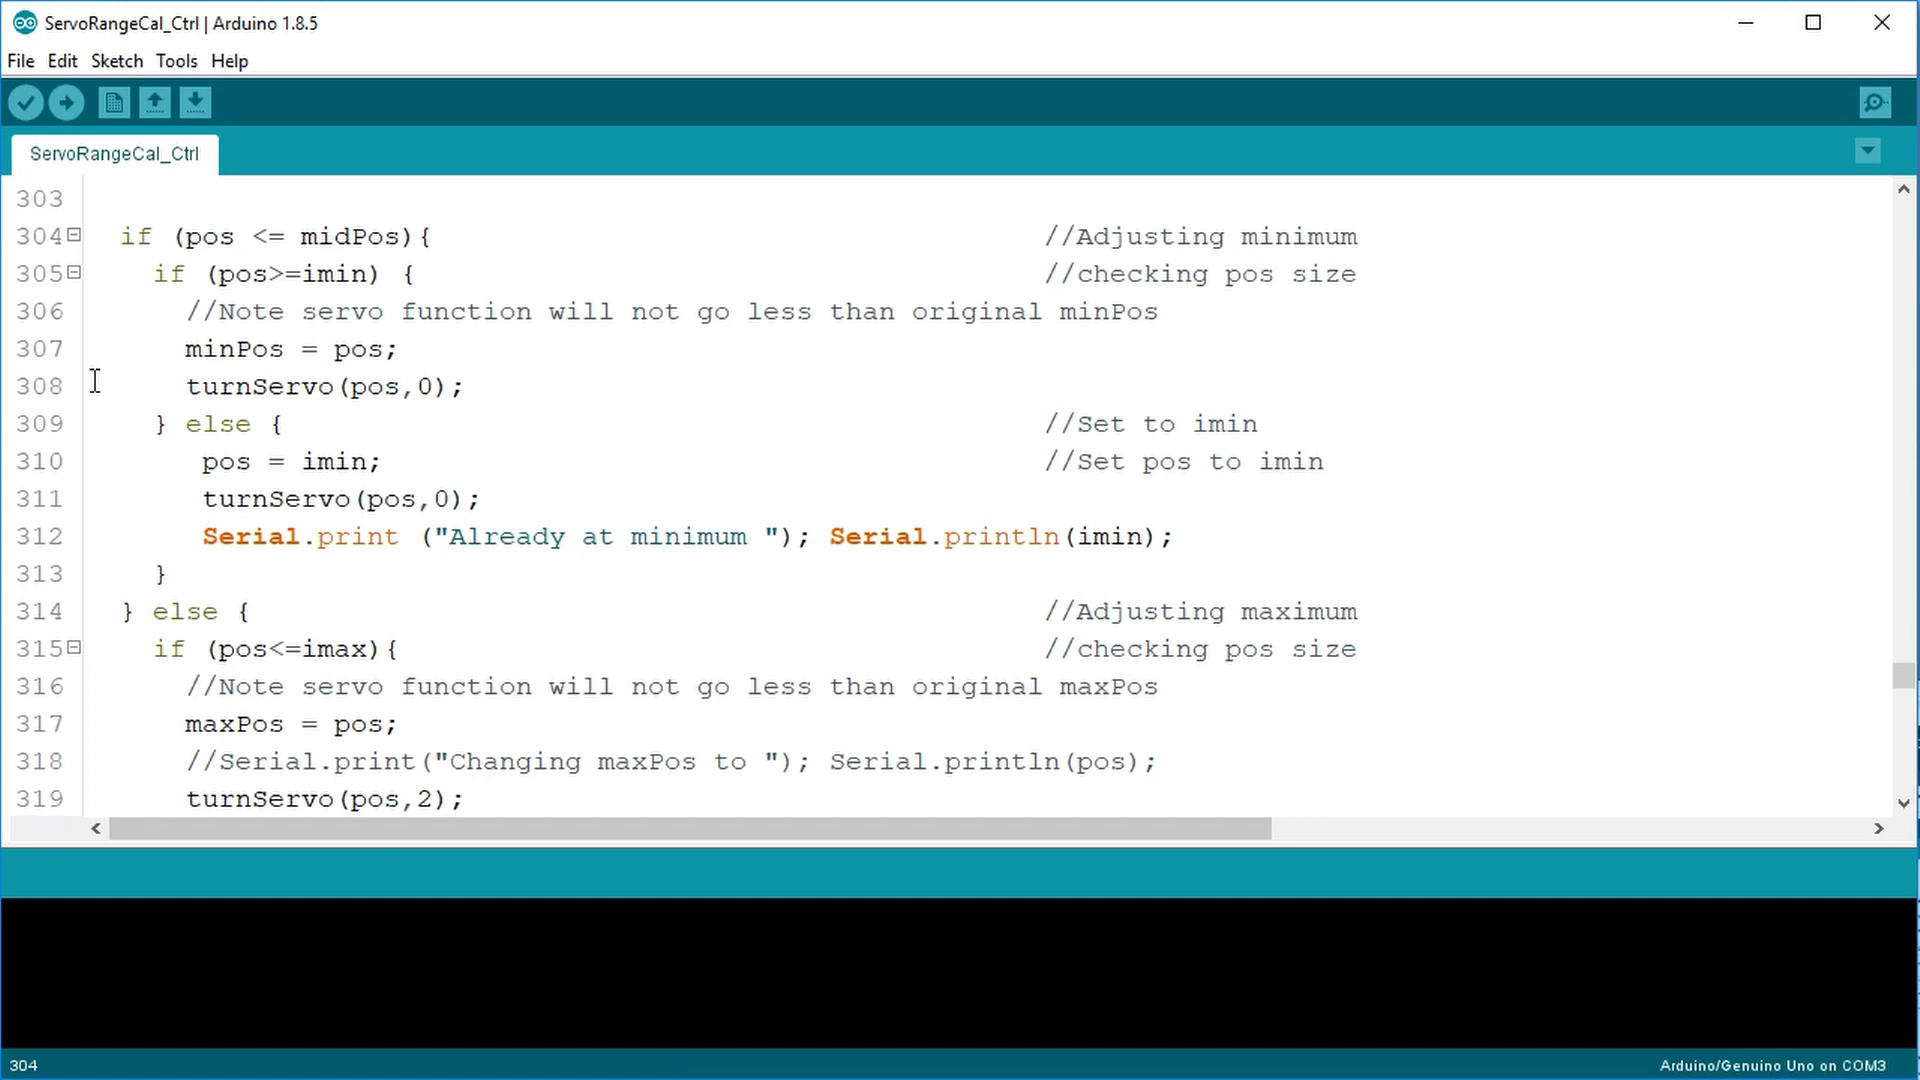 ServoRangeCal_Ctrl | Arduino 1.8.5
File Edit Sketch Tools Help
ServoRangeCal_Ctrl
303
304 if (pos <= midPos){ //Adjusting minimum
305 if (pos>=imin) { //checking pos size
306 //Note servo function will not go less than original minPos
307 minPos = pos;
308 turnServo(pos,0);
309 } else { //Set to imin
310 pos = imin; //Set pos to imin
311 turnServo(pos,0);
312 Serial.print ("Already at minimum "); Serial.println(imin);
313 }
314 } else { //Adjusting maximum
315 if (pos<=imax){ //checking pos size
316 //Note servo function will not go less than original maxPos
317 maxPos = pos;
318 //Serial.print("Changing maxPos to "); Serial.println(pos);
319 turnServo(pos,2);
304 Arduino/Genuino Uno on COM3